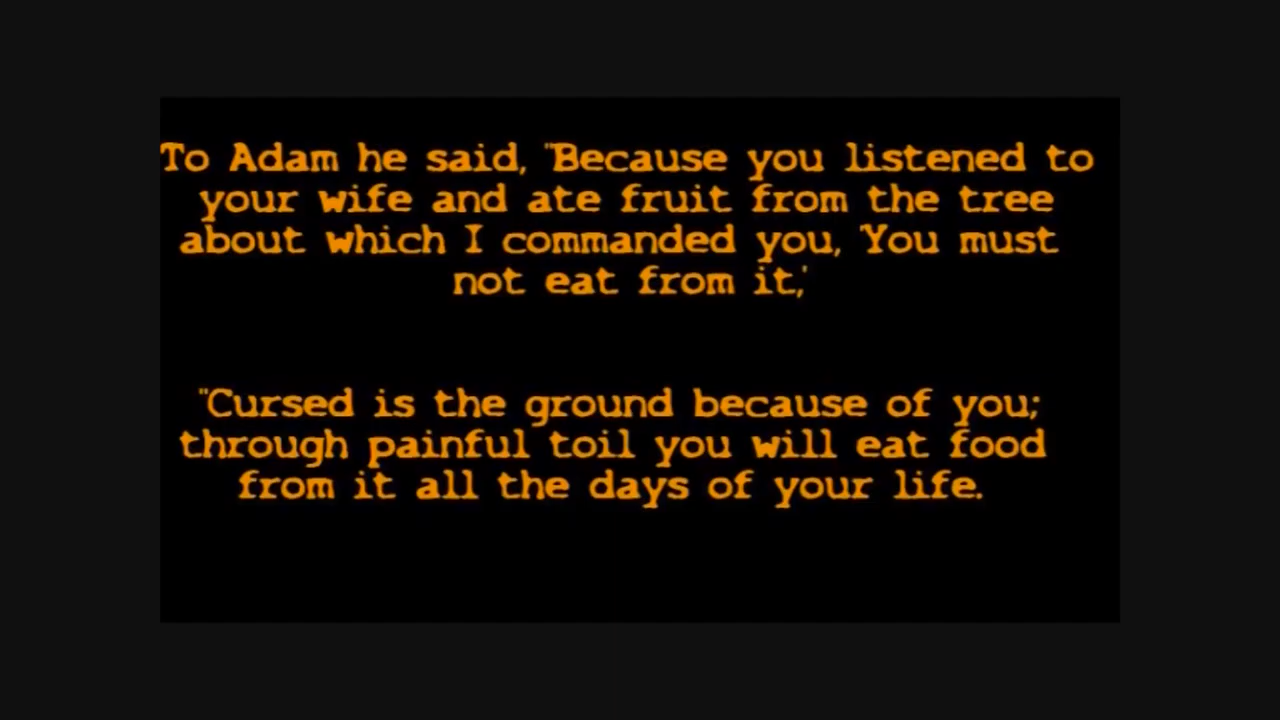 To Adam he said, "Because you listened to
your wife and ate fruit from the tree
about which I commanded you, 'You must
not eat from it,'
"Cursed is the ground because of you;
through painful toil you will eat food
from it all the days of your life.